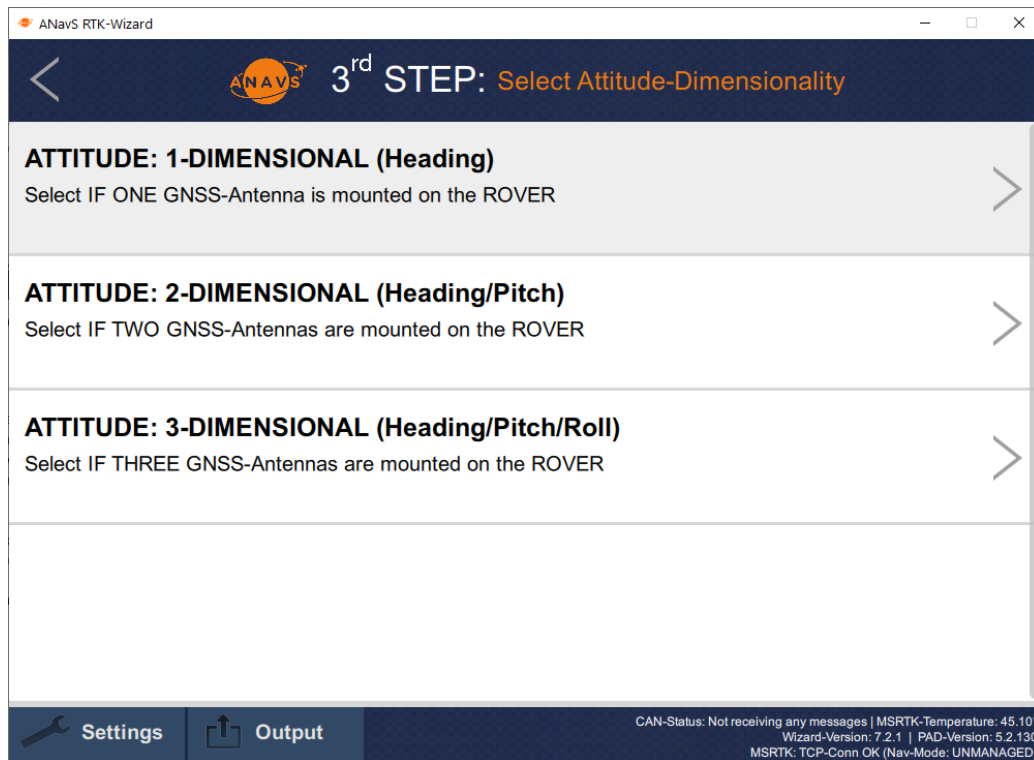 ANavS RTK-Wizard
ANAVS
3rd STEP: Select Attitude-Dimensionality
ATTITUDE: 1-DIMENSIONAL (Heading)
Select IF ONE GNSS-Antenna is mounted on the ROVER
ATTITUDE: 2-DIMENSIONAL (Heading/Pitch)
Select IF TWO GNSS-Antennas are mounted on the ROVER
ATTITUDE: 3-DIMENSIONAL (Heading/Pitch/Roll)
Select IF THREE GNSS-Antennas are mounted on the ROVER
Settings
Output
CAN-Status: Not receiving any messages | MSRTK-Temperature: 45.10
Wizard-Version: 7.2.1 | PAD-Version: 5.2.130
MSRTK: TCP-Conn OK (Nav-Mode: UNMANAGED